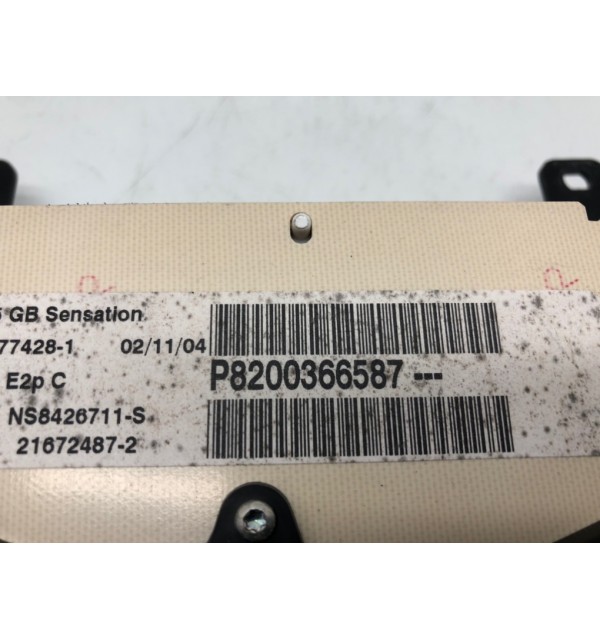 GB Sensation
77428-1 02/11/04
P8200366587 ---
E2p C
NS8426711-S
21672487-2